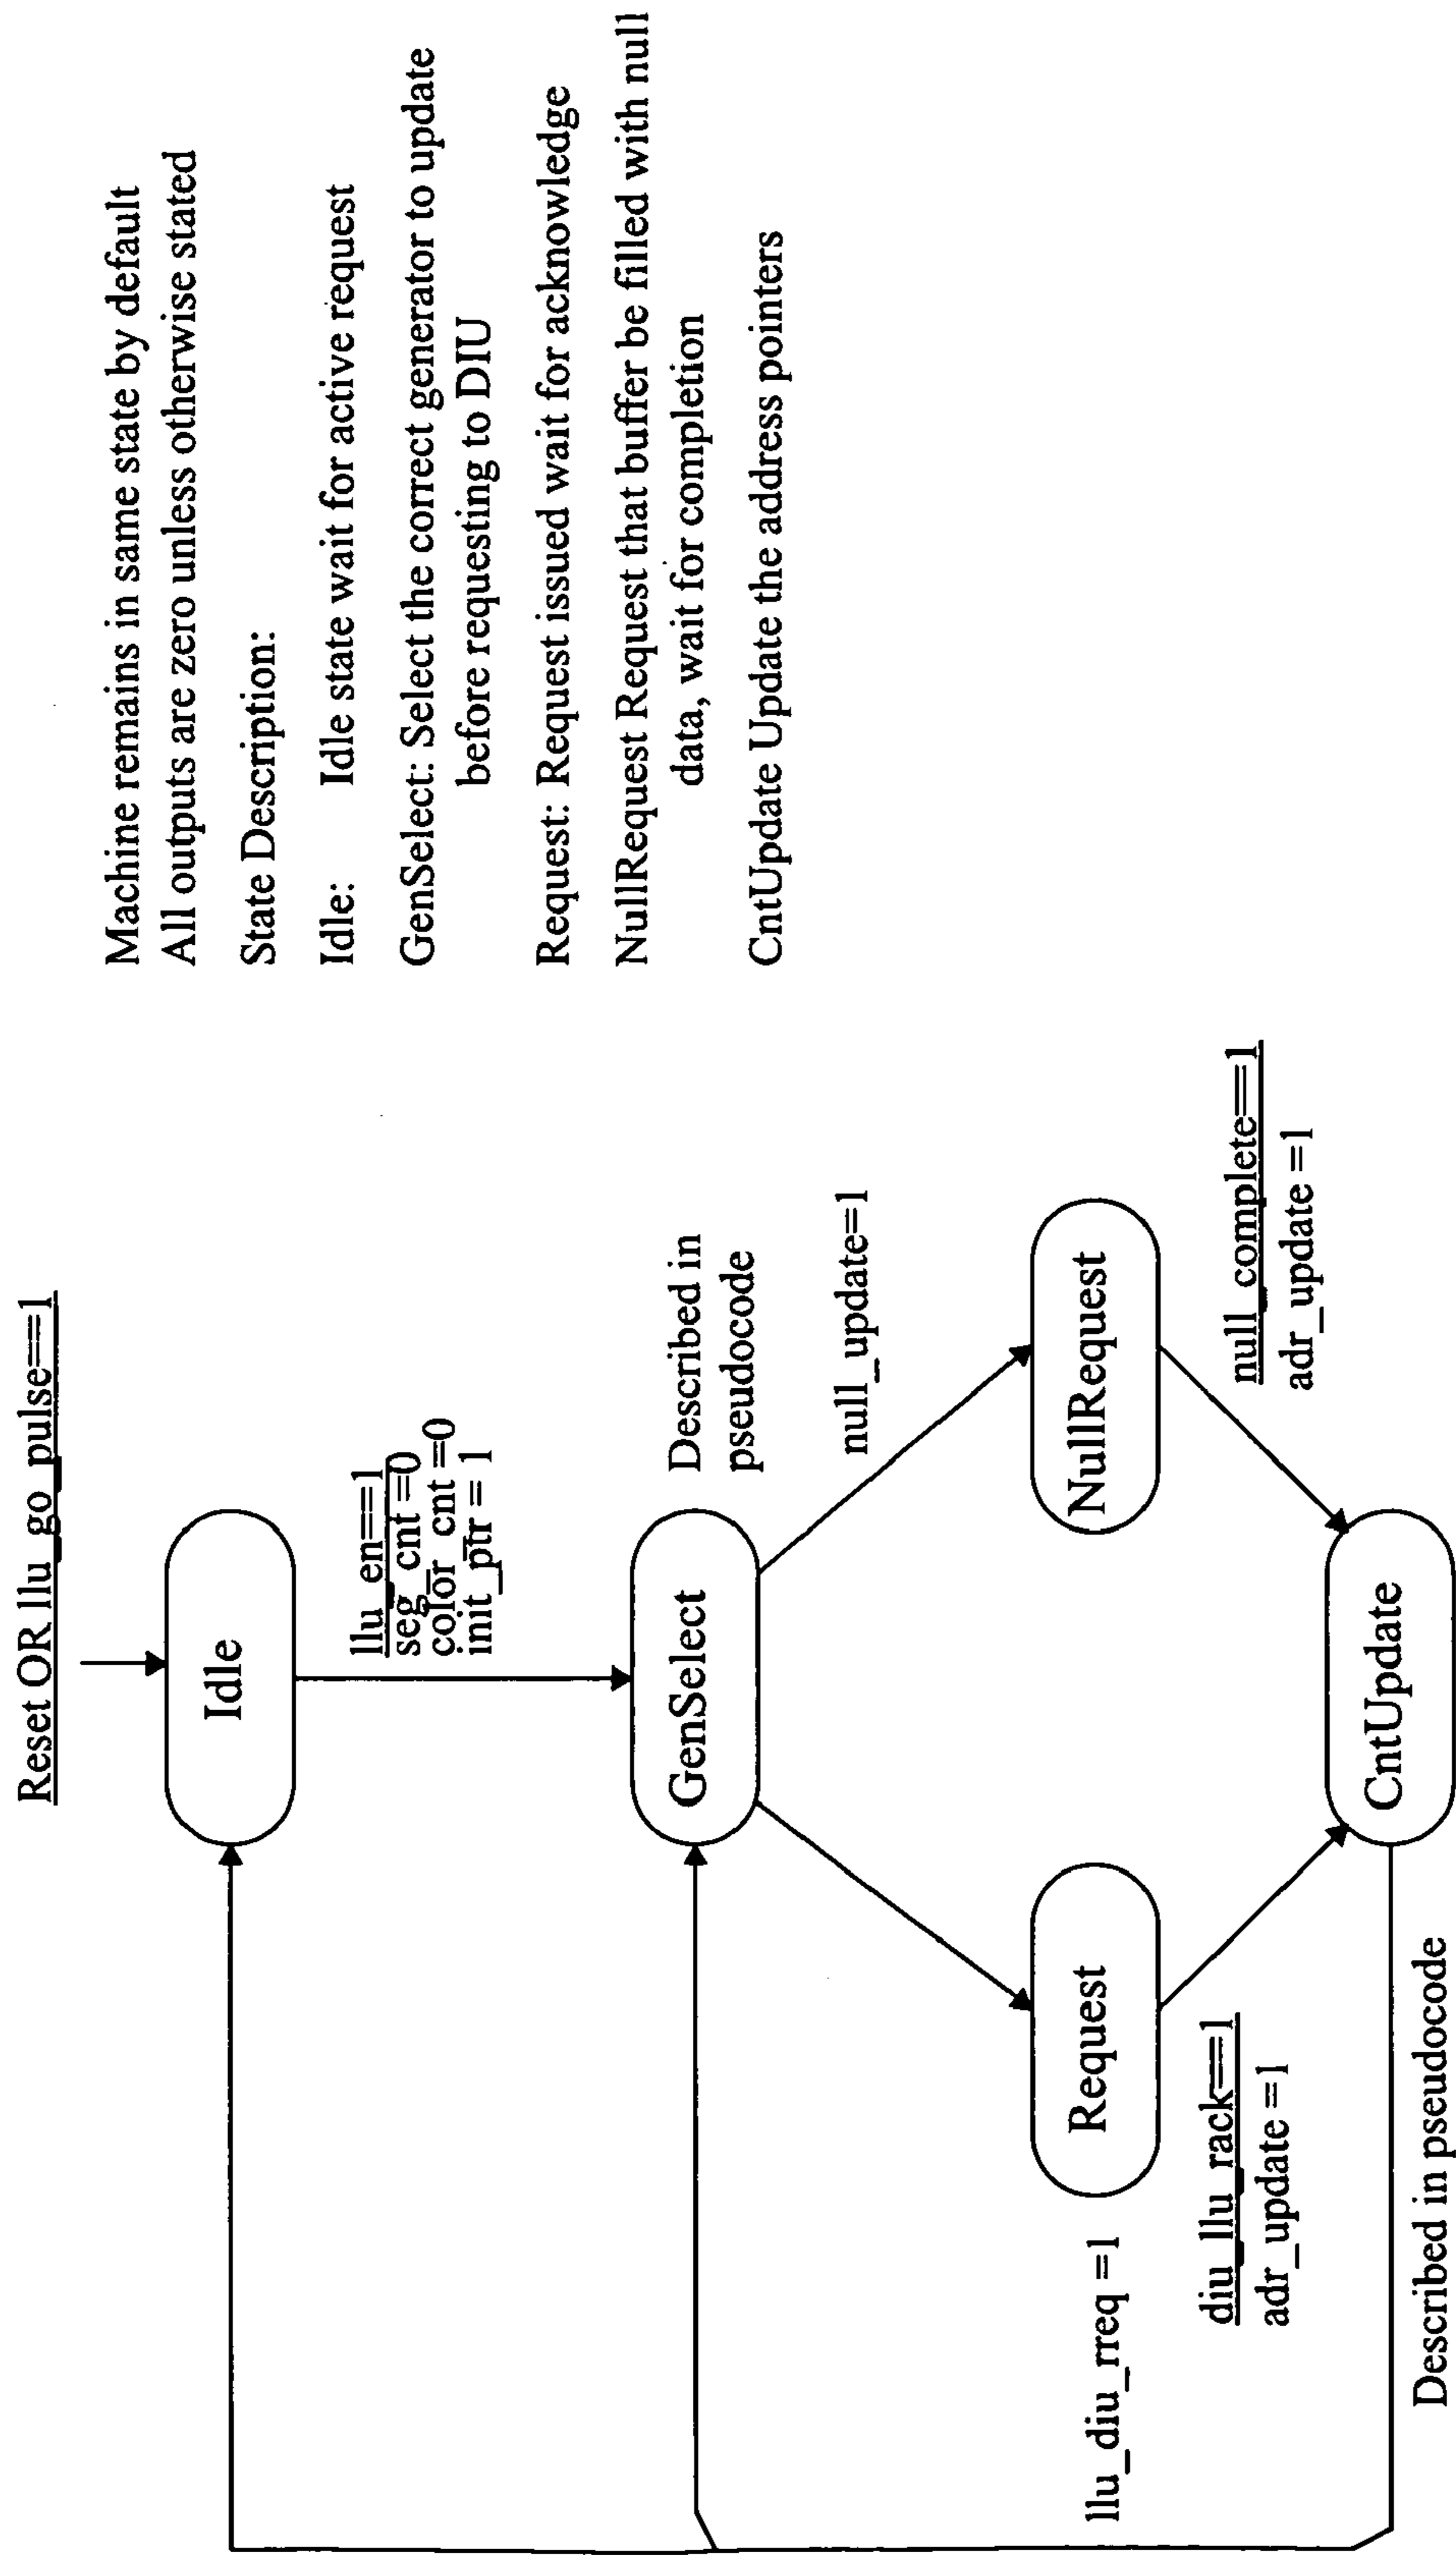 Reset OR llu_go_pulse==1
Idle
llu_en==1
seg_cnt =0
color_cnt =0
init_ptr = 1
GenSelect
Described in
pseudocode
null_update=1
Request
NullRequest
llu_diu_rreq =1
diu_llu_rack==1
adr_update =1
null_complete==1
adr_update =1
CntUpdate
Described in pseudocode
Machine remains in same state by default
All outputs are zero unless otherwise stated
State Description:
Idle: Idle state wait for active request
GenSelect: Select the correct generator to update
before requesting to DIU
Request: Request issued wait for acknowledge
NullRequest Request that buffer be filled with null
data, wait for completion
CntUpdate Update the address pointers